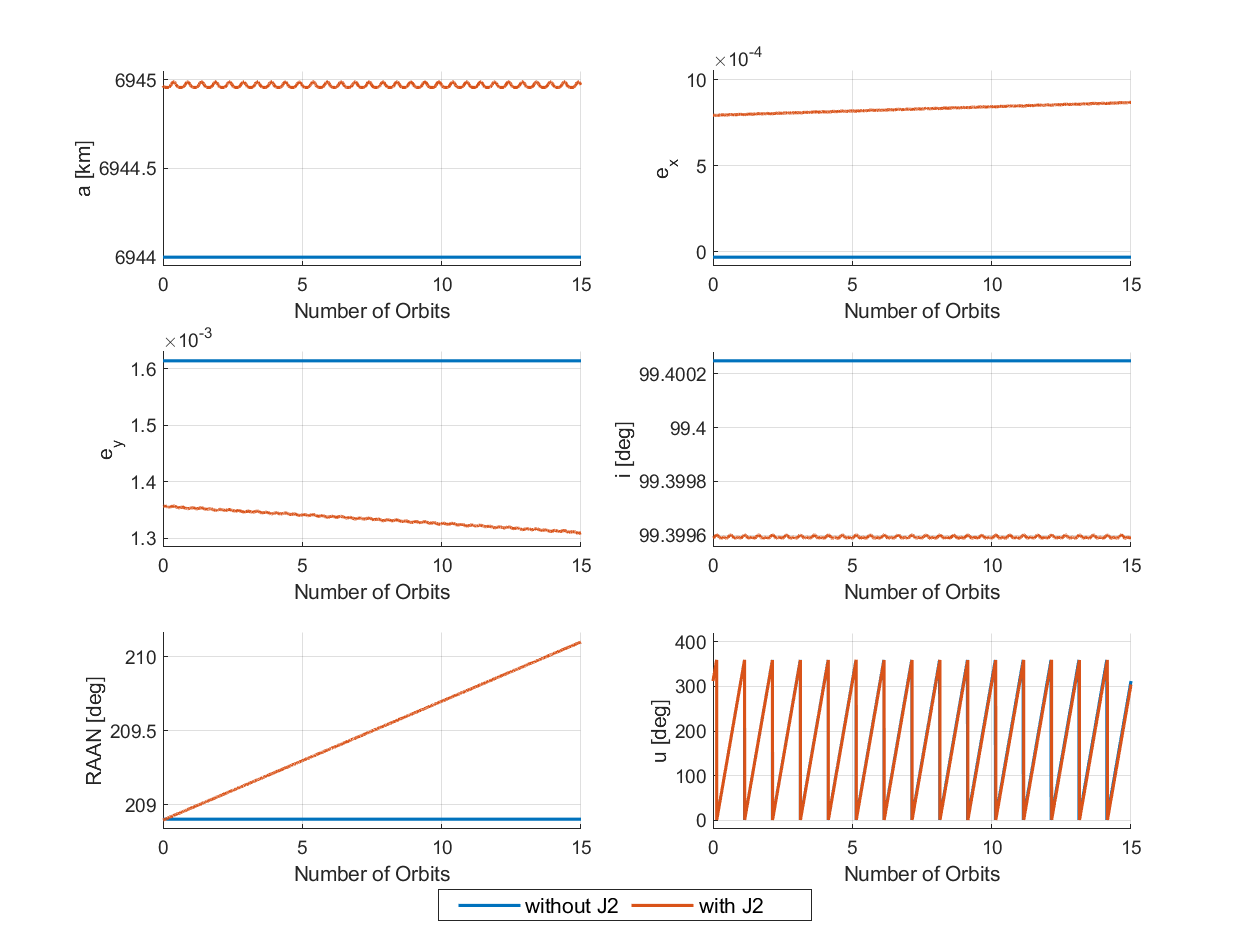 ×10-4
6945
6944.5
6944
a [km]
0 5 10 15
Number of Orbits
10
5
0
ex
0 5 10 15
Number of Orbits
×10-3
1.6
1.5
1.4
1.3
ey
0 5 10 15
Number of Orbits
99.4002
99.4
99.3998
99.3996
i [deg]
0 5 10 15
Number of Orbits
210
209.5
209
RAAN [deg]
0 5 10 15
Number of Orbits
400
300
200
100
0
u [deg]
0 5 10 15
Number of Orbits
without J2 with J2